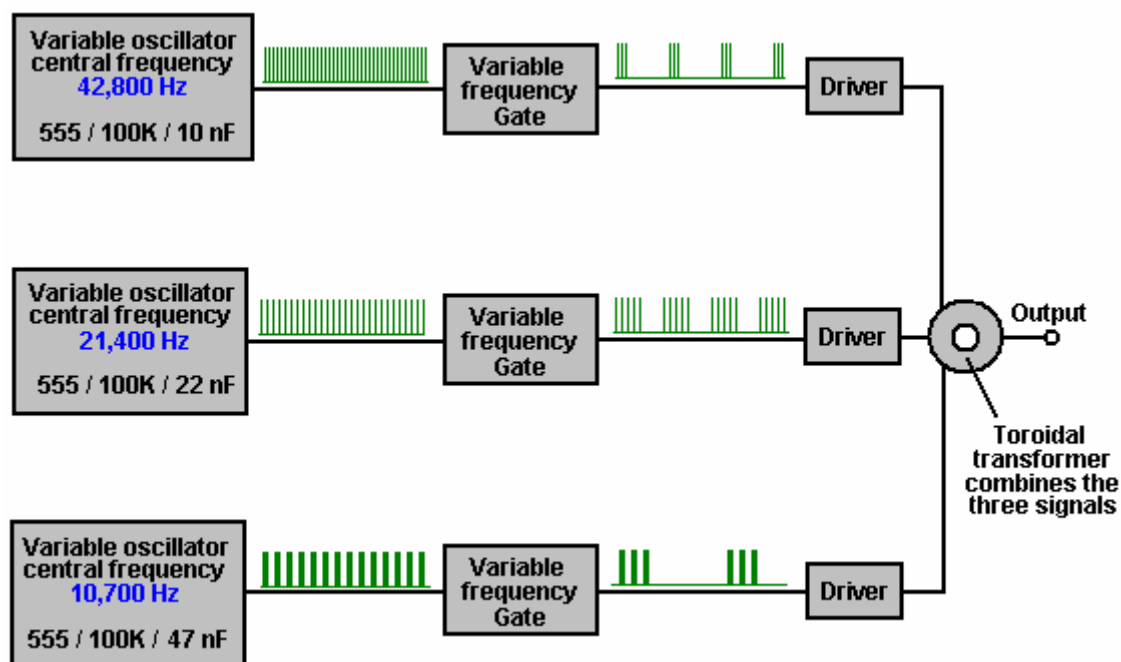 Variable oscillator
central frequency
42,800 Hz
555 / 100K / 10 nF
Variable
frequency
Gate
Driver
Variable oscillator
central frequency
21,400 Hz
555 / 100K / 22 nF
Variable
frequency
Gate
Driver
Output
Toroidal
transformer
combines the
three signals
Variable oscillator
central frequency
10,700 Hz
555 / 100K / 47 nF
Variable
frequency
Gate
Driver